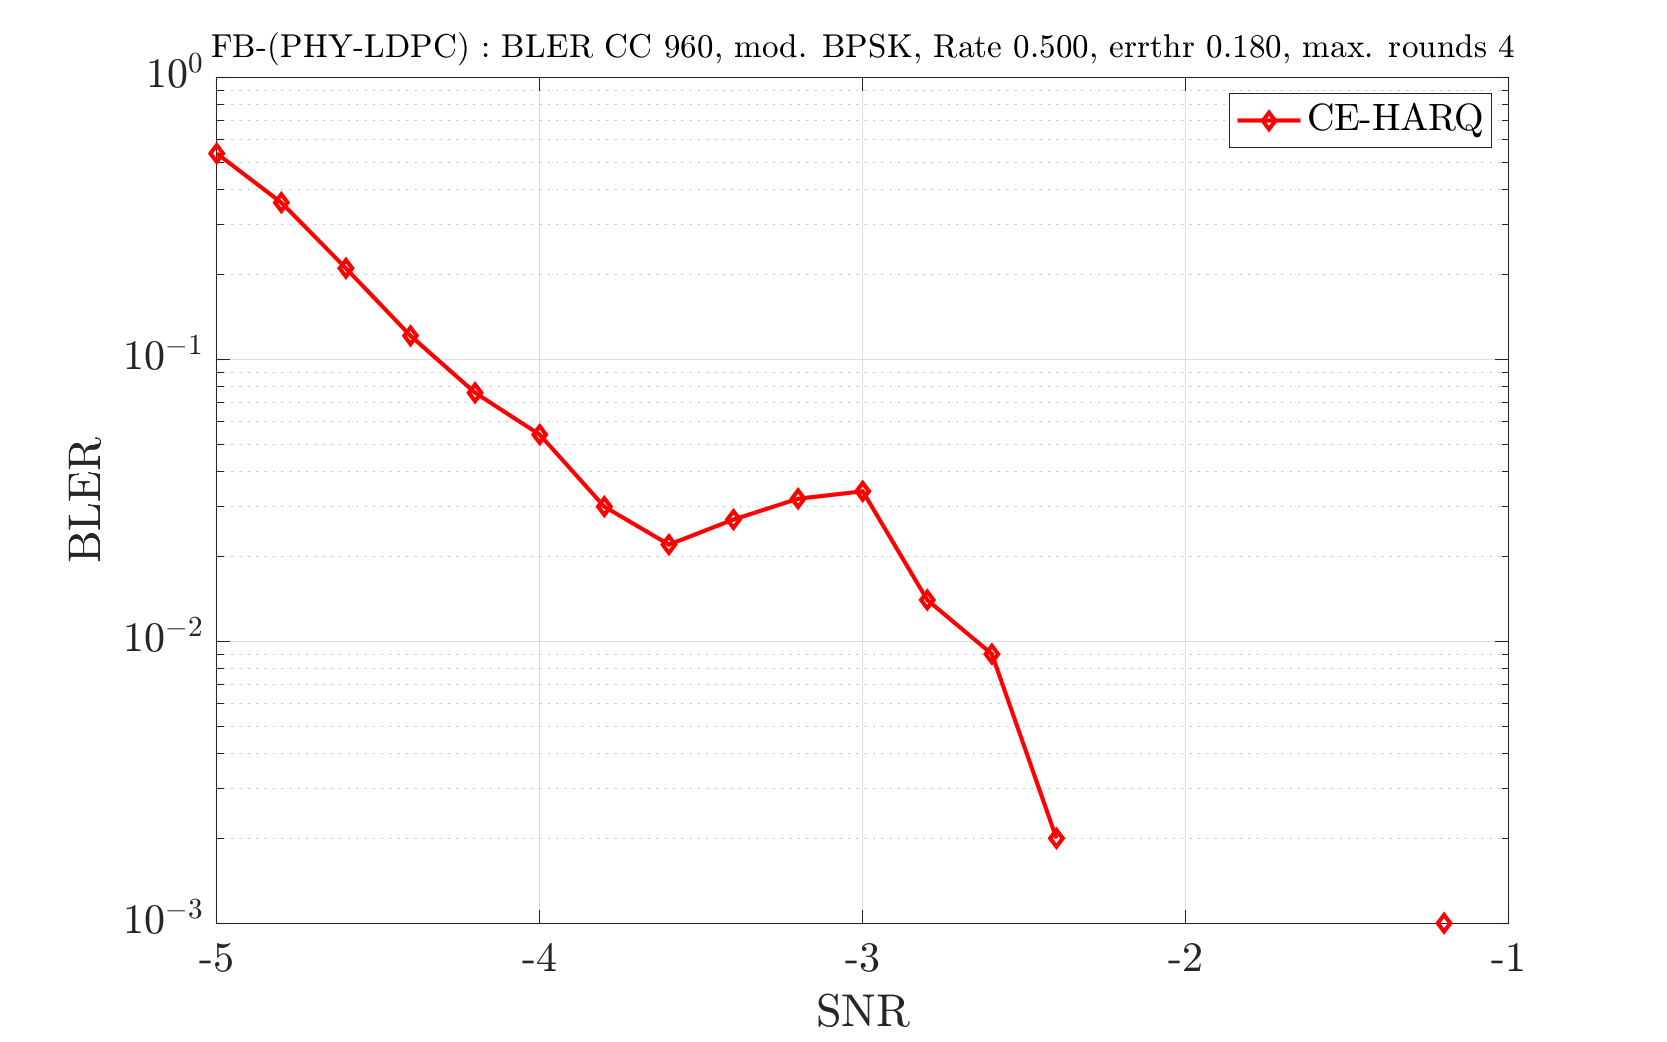 FB-(PHY-LDPC) : BLER CC 960, mod. BPSK, Rate 0.500, errthr 0.180, max. rounds 4
10^0
CE-HARQ
10^−1
BLER
10^−2
10^−3
-5 -4 -3 -2 -1
SNR